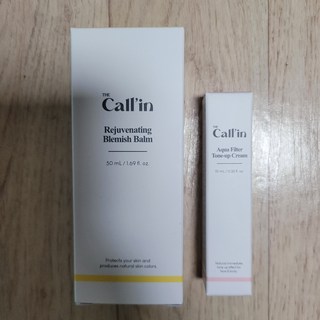 THE
Call'in
Rejuvenating
Blemish Balm
50 mL / 1.69 fl. oz
Protects your skin and
produces natural skin colors
THE
Call'in
Aqua Filter
Tone-up Cream